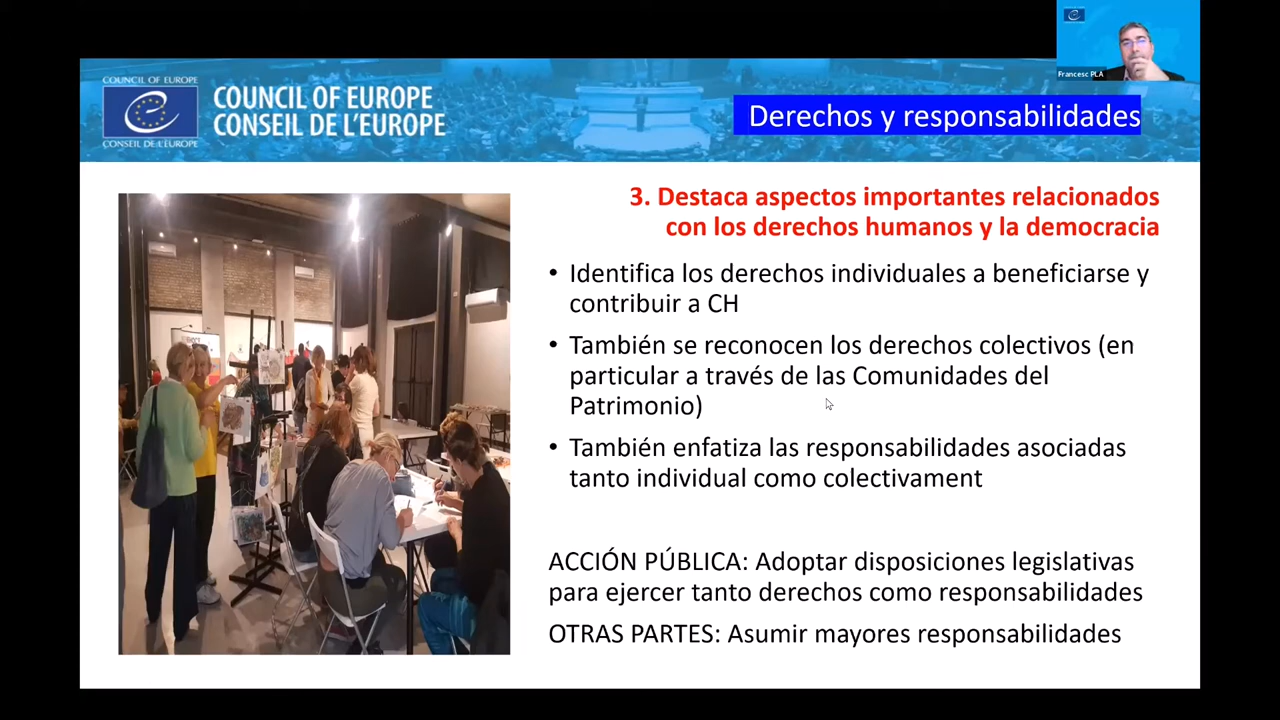 Francesc PLA
COUNCIL OF EUROPE
COUNCIL OF EUROPE
CONSEIL DE L'EUROPE
CONSEIL DE L'EUROPE
Derechos y responsabilidades
3. Destaca aspectos importantes relacionados
con los derechos humanos y la democracia
• Identifica los derechos individuales a beneficiarse y
contribuir a CH
• También se reconocen los derechos colectivos (en
particular a través de las Comunidades del
Patrimonio)
• También enfatiza las responsabilidades asociadas
tanto individual como colectivament
ACCIÓN PÚBLICA: Adoptar disposiciones legislativas
para ejercer tanto derechos como responsabilidades
OTRAS PARTES: Asumir mayores responsabilidades